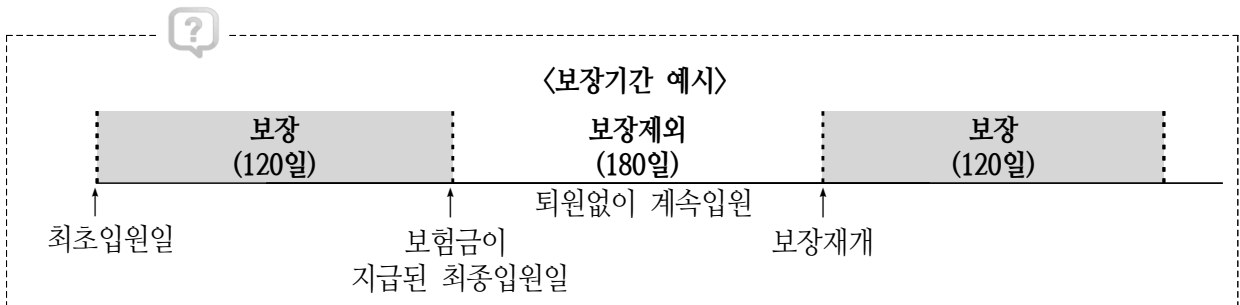 ?
〈보장기간 예시〉
보장 보장제외 보장
(120일) (180일) (120일)
퇴원없이 계속입원
최초입원일 보험금이 보장재개
지급된 최종입원일